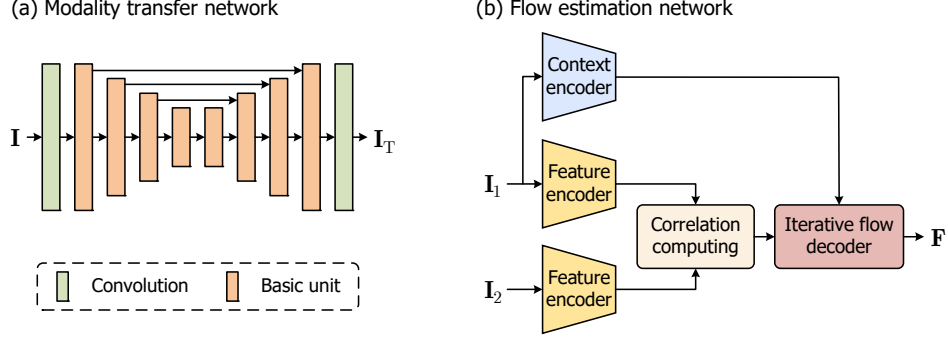 (a) Modality transfer network
I
I_T
Convolution
Basic unit
(b) Flow estimation network
Context
encoder
I_1
Feature
encoder
Correlation
computing
Iterative flow
decoder
F
I_2
Feature
encoder